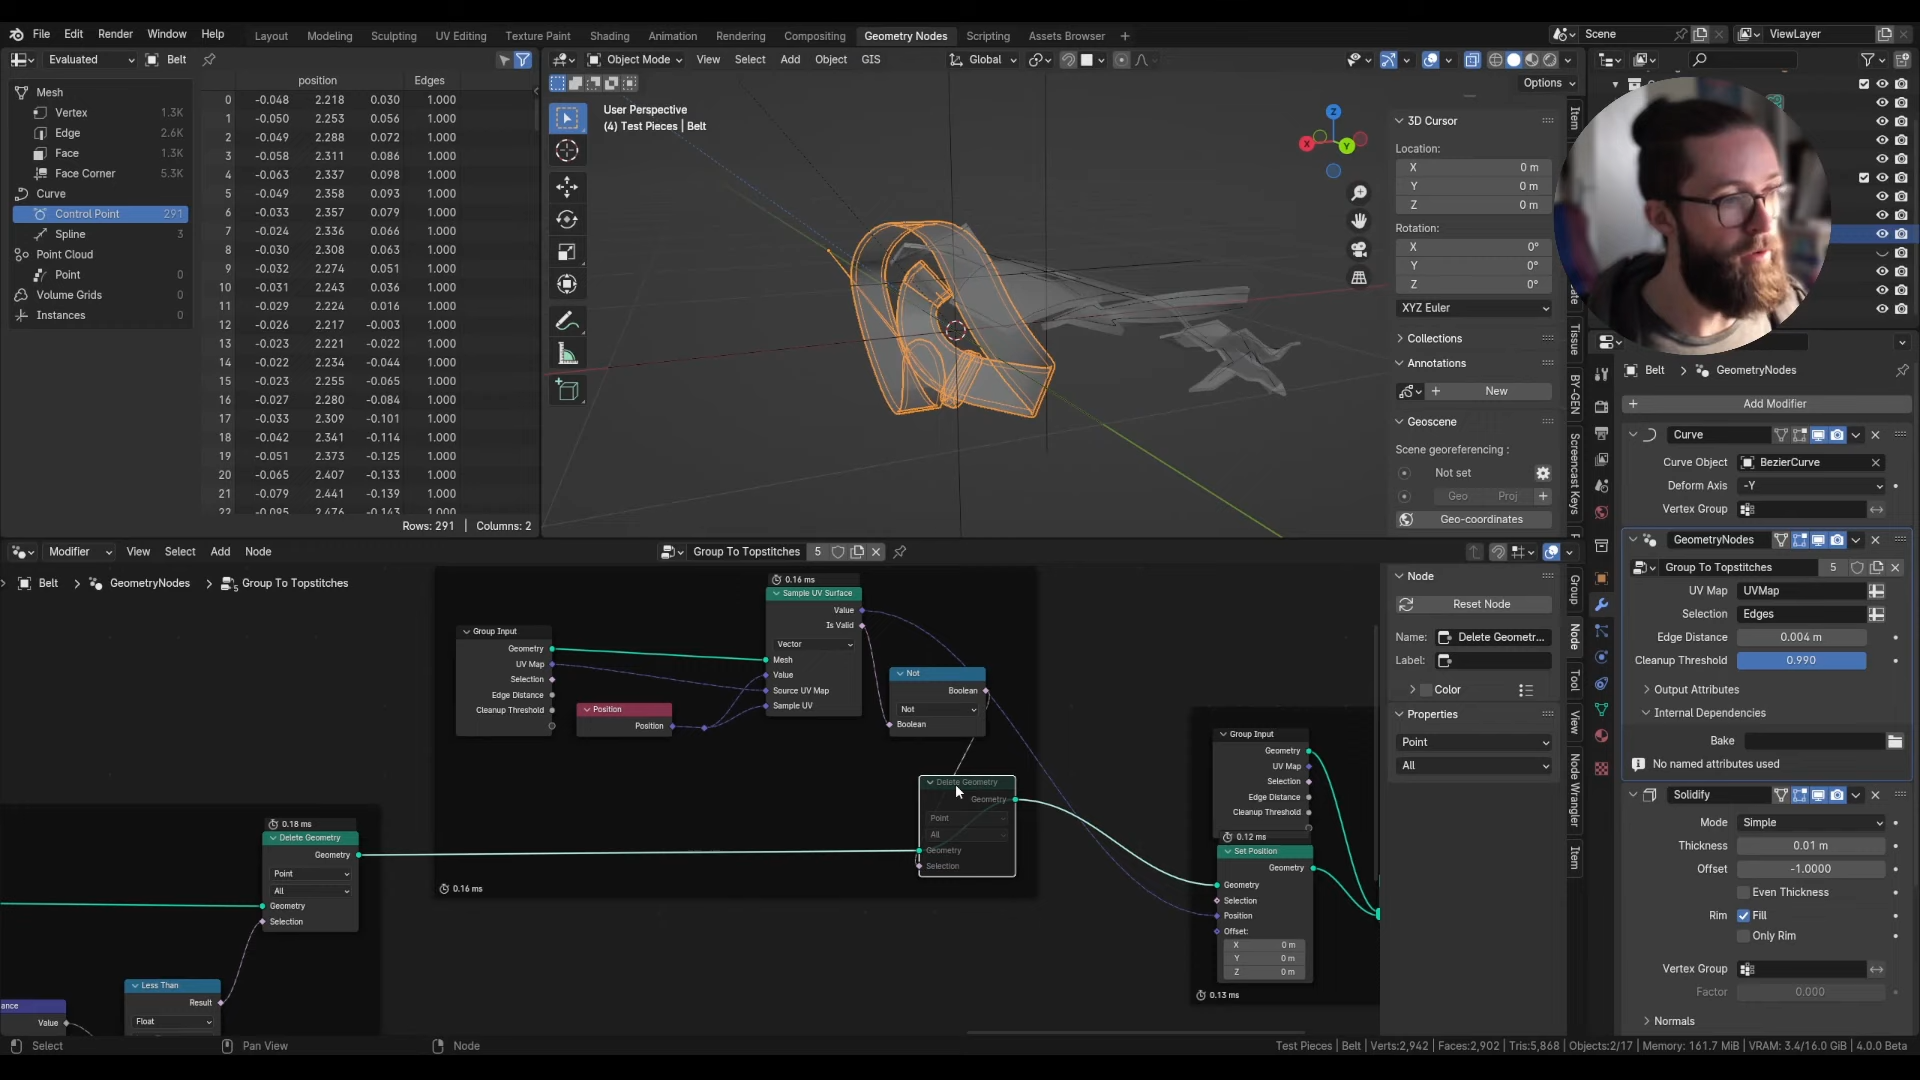 File Edit Render Window Help
Layout Modeling Sculpting UV Editing Texture Paint Shading Animation Rendering Compositing Geometry Nodes Scripting Assets Browser +
Scene ViewLayer
Evaluated Belt
position Edges
Mesh
Vertex 1.3K
Edge 2.6K
Face 1.3K
Face Corner 5.3K
Curve
Control Point 291
Spline 3
Point Cloud
Point 0
Volume Grids 0
Instances 0
0 -0.048 2.218 0.030 1.000
1 -0.050 2.253 0.056 1.000
2 -0.049 2.288 0.072 1.000
3 -0.058 2.311 0.086 1.000
4 -0.063 2.337 0.098 1.000
5 -0.049 2.358 0.093 1.000
6 -0.033 2.357 0.079 1.000
7 -0.024 2.336 0.066 1.000
8 -0.030 2.308 0.063 1.000
9 -0.032 2.274 0.051 1.000
10 -0.031 2.243 0.036 1.000
11 -0.029 2.224 0.016 1.000
12 -0.026 2.217 -0.003 1.000
13 -0.023 2.221 -0.022 1.000
14 -0.022 2.234 -0.044 1.000
15 -0.023 2.255 -0.065 1.000
16 -0.027 2.280 -0.084 1.000
17 -0.033 2.309 -0.101 1.000
18 -0.042 2.341 -0.114 1.000
19 -0.051 2.373 -0.125 1.000
20 -0.065 2.407 -0.133 1.000
21 -0.079 2.441 -0.139 1.000
22 -0.095 2.476 -0.143 1.000
Rows: 291 | Columns: 2
Object Mode View Select Add Object GIS
Global
Options
User Perspective
(4) Test Pieces | Belt
Z
X
Y
3D Cursor
Location:
X 0 m
Y 0 m
Z 0 m
Rotation:
X 0°
Y 0°
Z 0°
XYZ Euler
Collections
Annotations
+ New
Geoscene
Scene georeferencing :
Not set
Geo Proj +
Geo-coordinates
Item
Tissue
BY-GEN
Screencast Keys
Belt > GeometryNodes
+ Add Modifier
Curve
Curve Object BezierCurve
Deform Axis -Y
Vertex Group
GeometryNodes
Group To Topstitches 5
UV Map UVMap
Selection Edges
Edge Distance 0.004 m
Cleanup Threshold 0.990
Output Attributes
Internal Dependencies
Bake
No named attributes used
Solidify
Mode Simple
Thickness 0.01 m
Offset -1.0000
Even Thickness
Rim Fill
Only Rim
Vertex Group
Factor 0.000
Normals
Modifier View Select Add Node
Group To Topstitches 5
Belt > GeometryNodes > Group To Topstitches
0.16 ms
Sample UV Surface
Value
Is Valid
Vector
Mesh
Value
Source UV Map
Sample UV
Group Input
Geometry
UV Map
Selection
Edge Distance
Cleanup Threshold
Position
Position
Not
Boolean
Not
Boolean
Delete Geometry
Geometry
Point
All
Geometry
Selection
0.16 ms
0.18 ms
Delete Geometry
Geometry
Point
All
Geometry
Selection
Less Than
Result
Float
ance
Value
Group Input
Geometry
UV Map
Selection
Edge Distance
Cleanup Threshold
0.12 ms
Set Position
Geometry
Geometry
Selection
Position
Offset:
X 0 m
Y 0 m
Z 0 m
0.13 ms
Node
Reset Node
Name: Delete Geometr...
Label:
Color
Properties
Point
All
Group
Node
Tool
View
Node Wrangler
Item
Select Pan View Node
Test Pieces | Belt | Verts:2,942 | Faces:2,902 | Tris:5,868 | Objects:2/17 | Memory: 161.7 MiB | VRAM: 3.4/16.0 GiB | 4.0.0 Beta